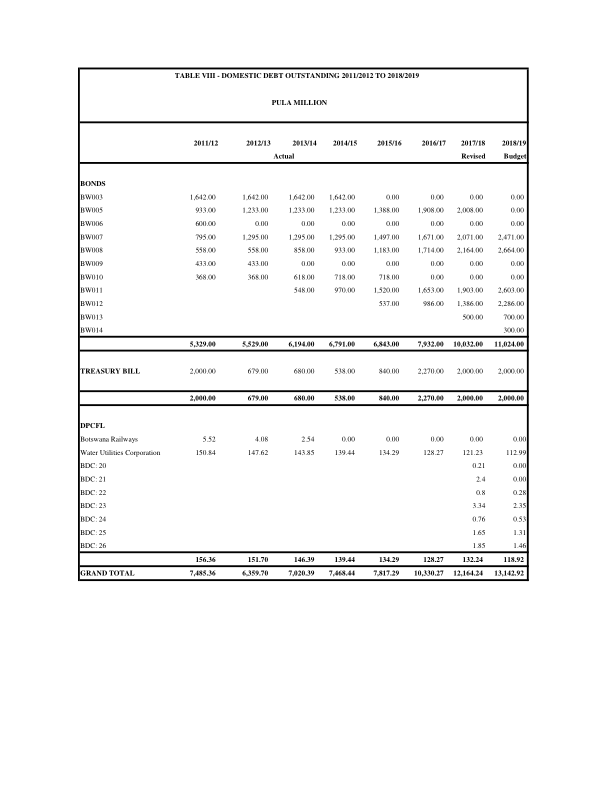 TABLE VIII - DOMESTIC DEBT OUTSTANDING 2011/2012 TO 2018/2019
PULA MILLION
2011/12 2012/13 2013/14 2014/15 2015/16 2016/17 2017/18 2018/19
Actual Revised Budget
BONDS
BW003 1,642.00 1,642.00 1,642.00 1,642.00 0.00 0.00 0.00 0.00
BW005 933.00 1,233.00 1,233.00 1,233.00 1,388.00 1,908.00 2,008.00 0.00
BW006 600.00 0.00 0.00 0.00 0.00 0.00 0.00 0.00
BW007 795.00 1,295.00 1,295.00 1,295.00 1,497.00 1,671.00 2,071.00 2,471.00
BW008 558.00 558.00 858.00 933.00 1,183.00 1,714.00 2,164.00 2,664.00
BW009 433.00 433.00 0.00 0.00 0.00 0.00 0.00 0.00
BW010 368.00 368.00 618.00 718.00 718.00 0.00 0.00 0.00
BW011 548.00 970.00 1,520.00 1,653.00 1,903.00 2,603.00
BW012 537.00 986.00 1,386.00 2,286.00
BW013 500.00 700.00
BW014 300.00
5,329.00 5,529.00 6,194.00 6,791.00 6,843.00 7,932.00 10,032.00 11,024.00
TREASURY BILL 2,000.00 679.00 680.00 538.00 840.00 2,270.00 2,000.00 2,000.00
2,000.00 679.00 680.00 538.00 840.00 2,270.00 2,000.00 2,000.00
DPCFL
Botswana Railways 5.52 4.08 2.54 0.00 0.00 0.00 0.00 0.00
Water Utilities Corporation 150.84 147.62 143.85 139.44 134.29 128.27 121.23 112.99
BDC: 20 0.21 0.00
BDC: 21 2.4 0.00
BDC: 22 0.8 0.28
BDC: 23 3.34 2.35
BDC: 24 0.76 0.53
BDC: 25 1.65 1.31
BDC: 26 1.85 1.46
156.36 151.70 146.39 139.44 134.29 128.27 132.24 118.92
GRAND TOTAL 7,485.36 6,359.70 7,020.39 7,468.44 7,817.29 10,330.27 12,164.24 13,142.92